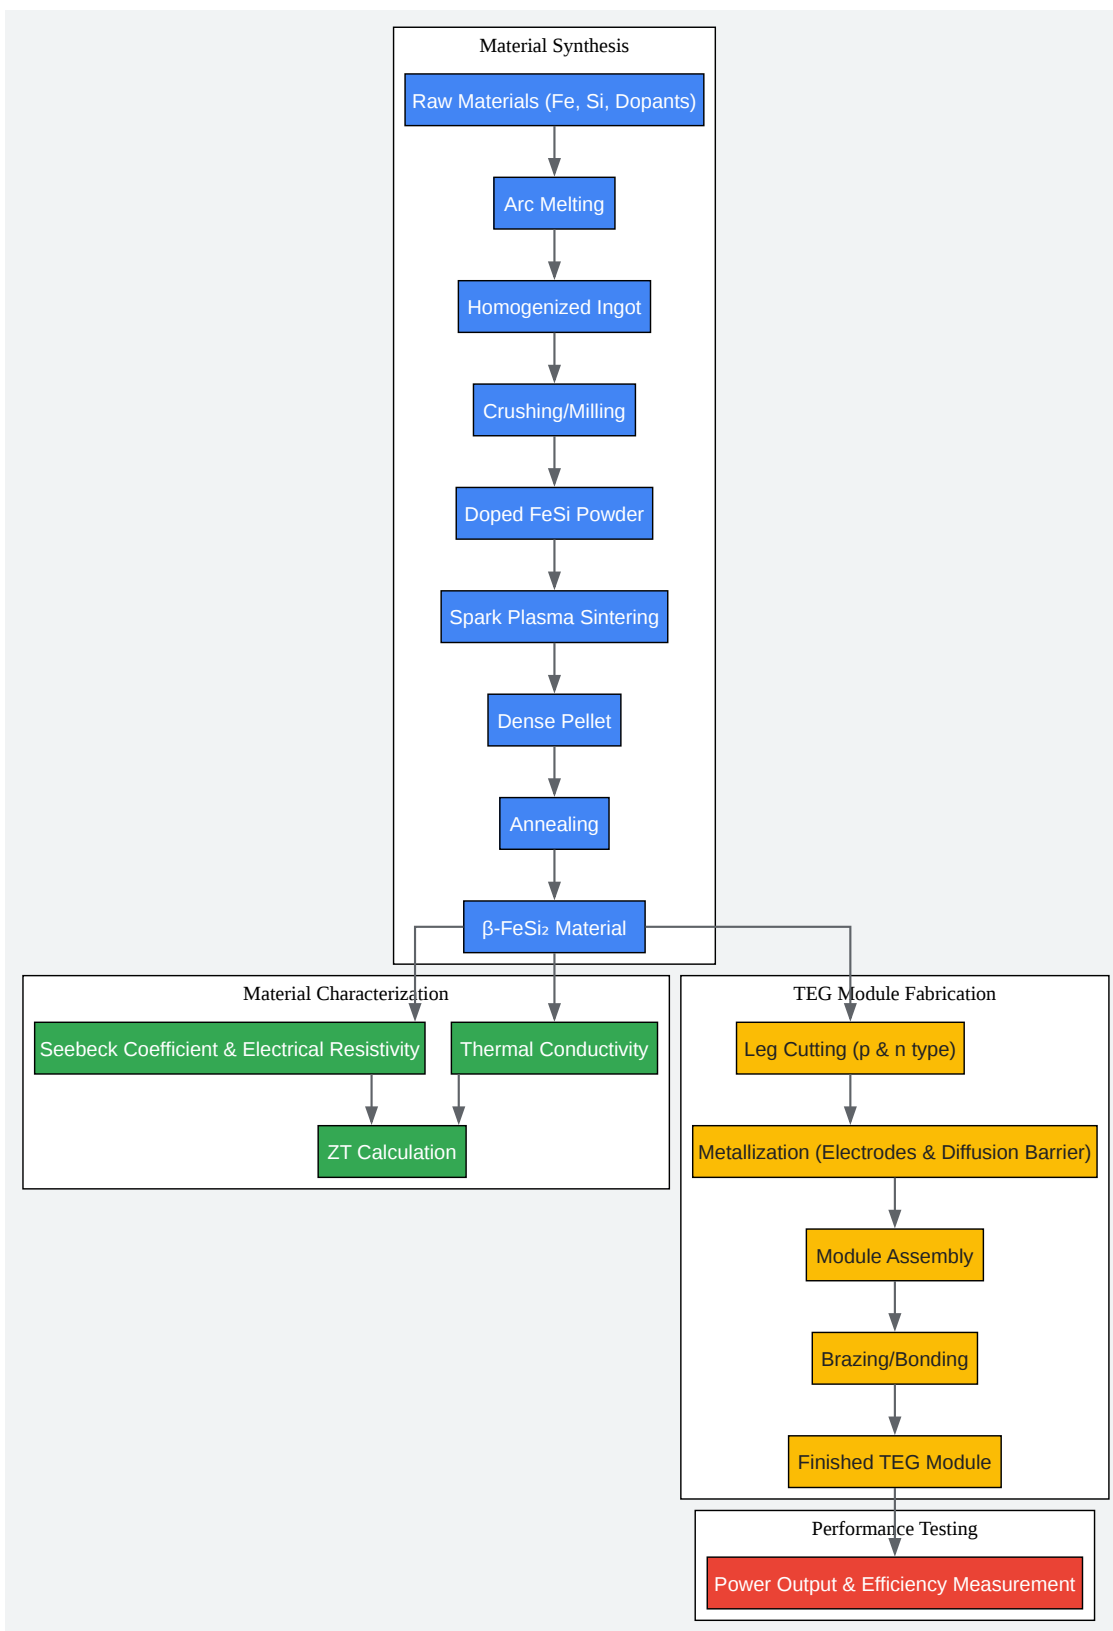 Material Synthesis
Raw Materials (Fe, Si, Dopants)
Arc Melting
Homogenized Ingot
Crushing/Milling
Doped FeSi Powder
Spark Plasma Sintering
Dense Pellet
Annealing
β-FeSi₂ Material
Material Characterization
Seebeck Coefficient & Electrical Resistivity
Thermal Conductivity
ZT Calculation
TEG Module Fabrication
Leg Cutting (p & n type)
Metallization (Electrodes & Diffusion Barrier)
Module Assembly
Brazing/Bonding
Finished TEG Module
Performance Testing
Power Output & Efficiency Measurement